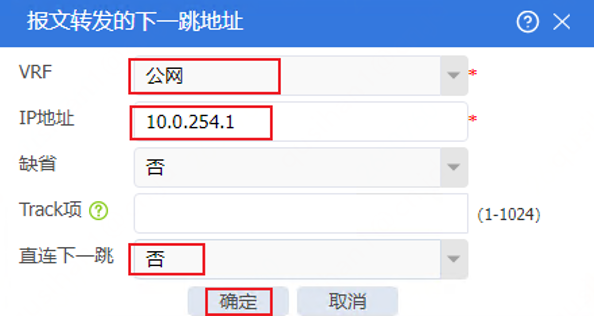 报文转发的下一跳地址
VRF 公网 *
IP地址 10.0.254.1 *
缺省 否
Track项 (1-1024)
直连下一跳 否
确定 取消